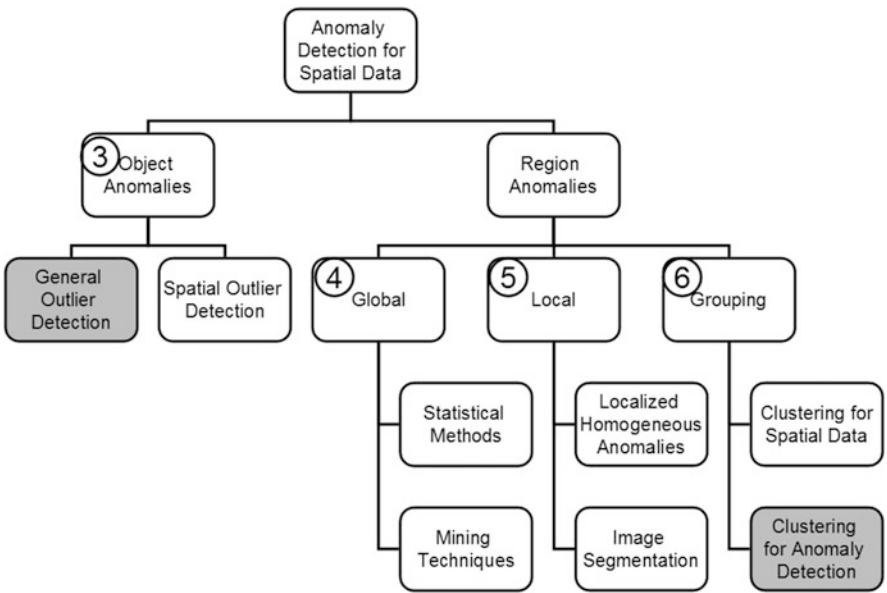 Anomaly
Detection for
Spatial Data
3
Object
Anomalies
Region
Anomalies
General
Outlier
Detection
Spatial Outlier
Detection
4
Global
5
Local
6
Grouping
Statistical
Methods
Localized
Homogeneous
Anomalies
Clustering for
Spatial Data
Mining
Techniques
Image
Segmentation
Clustering
for Anomaly
Detection